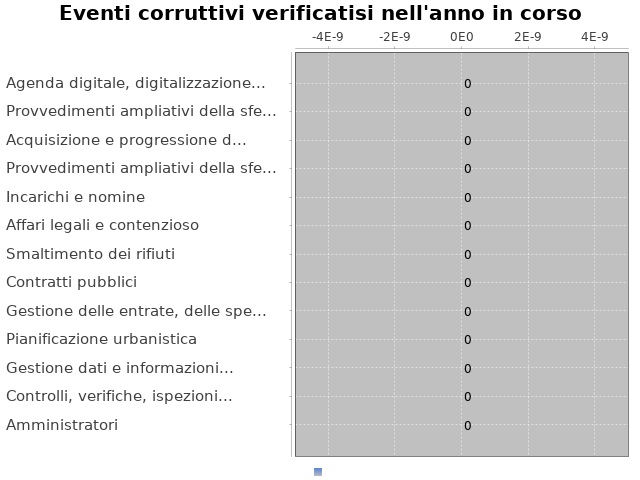 Eventi corruttivi verificatisi nell'anno in corso
-4E-9 -2E-9 0E0 2E-9 4E-9
Agenda digitale, digitalizzazione... 0
Provvedimenti ampliativi della sfe... 0
Acquisizione e progressione d... 0
Provvedimenti ampliativi della sfe... 0
Incarichi e nomine 0
Affari legali e contenzioso 0
Smaltimento dei rifiuti 0
Contratti pubblici 0
Gestione delle entrate, delle spe... 0
Pianificazione urbanistica 0
Gestione dati e informazioni... 0
Controlli, verifiche, ispezioni... 0
Amministratori 0